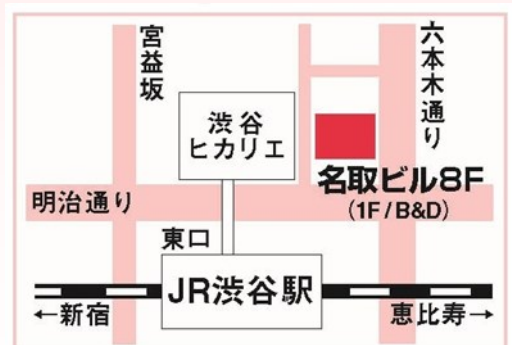 宮益坂
六本木通り
渋谷
ヒカリエ
名取ビル8F
(1F/B&D)
明治通り
東口
JR渋谷駅
←新宿
恵比寿→